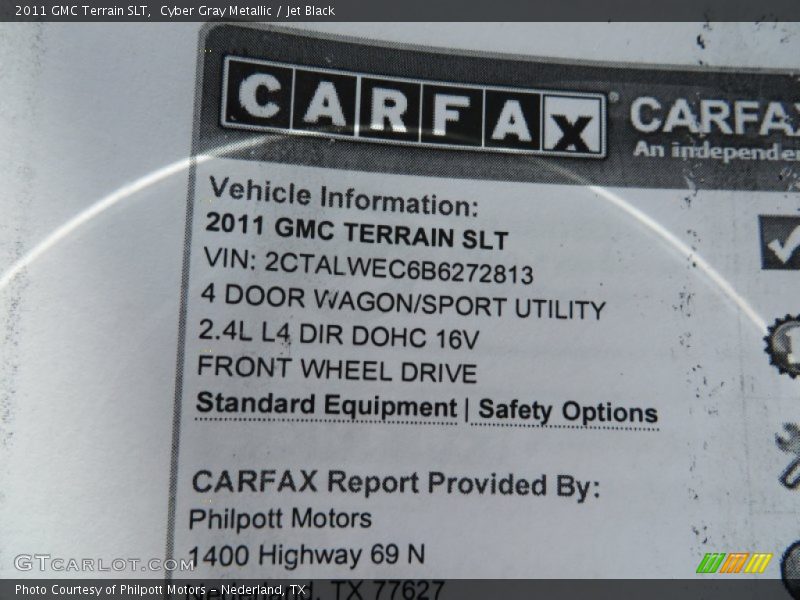 2011 GMC Terrain SLT, Cyber Gray Metallic / Jet Black
CARFAX®
CARFAX
An independen
Vehicle Information:
2011 GMC TERRAIN SLT
VIN: 2CTALWEC6B6272813
4 DOOR WAGON/SPORT UTILITY
2.4L L4 DIR DOHC 16V
FRONT WHEEL DRIVE
Standard Equipment | Safety Options
CARFAX Report Provided By:
Philpott Motors
1400 Highway 69 N
Nederland, TX 77627
GTCARLOT.COM
Photo Courtesy of Philpott Motors - Nederland, TX